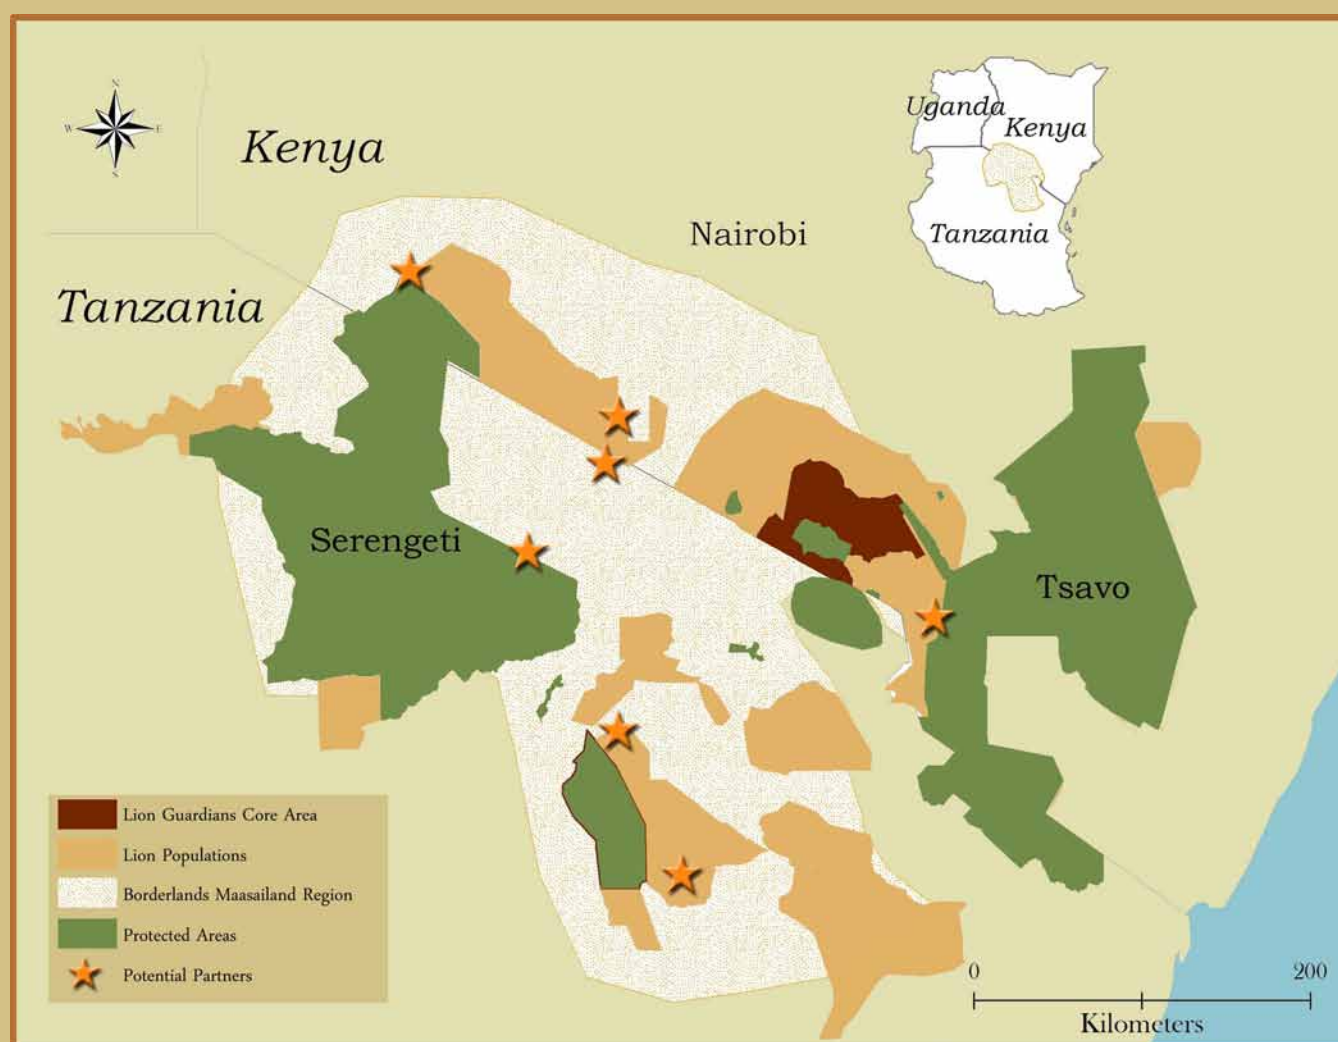 N
W
E
S
Kenya
Tanzania
Nairobi
Uganda
Kenya
Tanzania
Serengeti
Tsavo
Lion Guardians Core Area
Lion Populations
Borderlands Maasailand Region
Protected Areas
Potential Partners
0
200
Kilometers